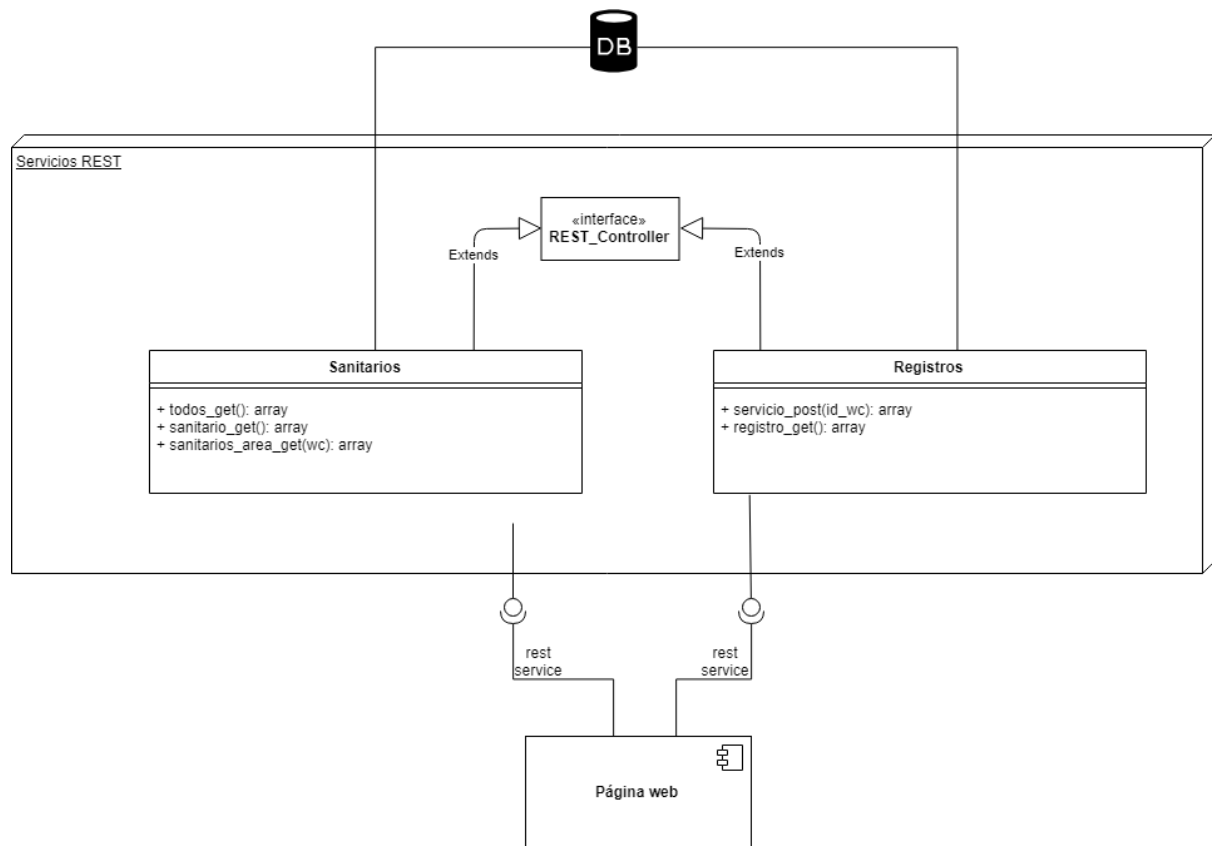 DB
Servicios REST
«interface»
REST_Controller
Extends
Extends
Sanitarios
+ todos_get(): array
+ sanitario_get(): array
+ sanitarios_area_get(wc): array
Registros
+ servicio_post(id_wc): array
+ registro_get(): array
rest
service
rest
service
Página web